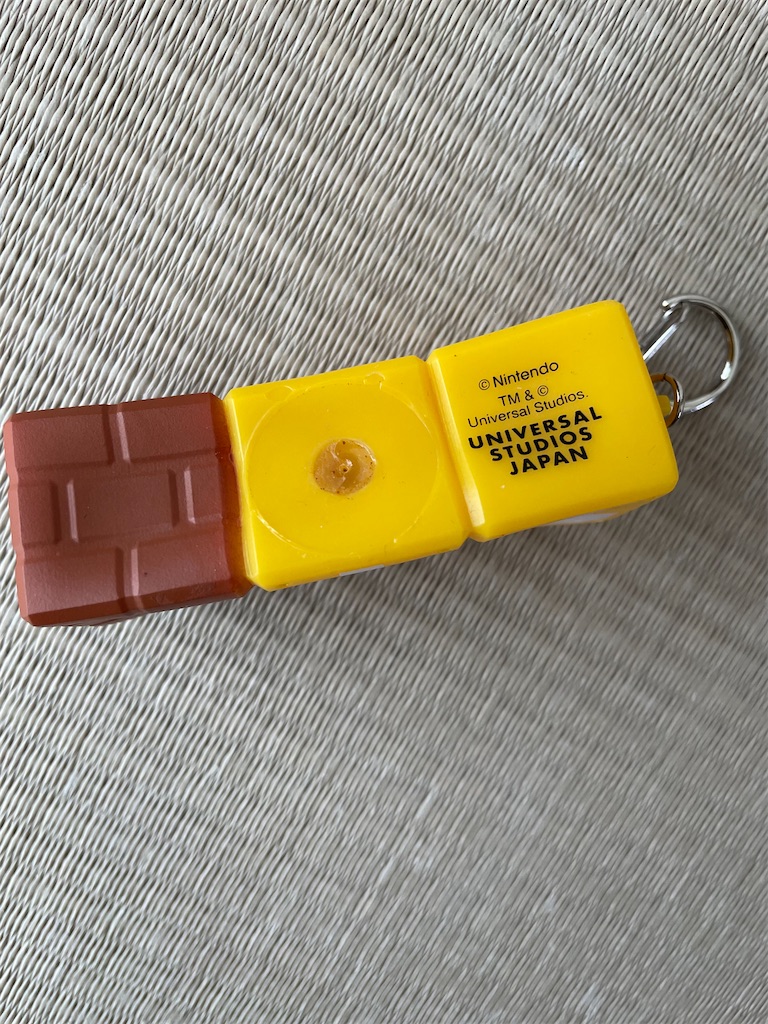 © Nintendo
TM & ©
Universal Studios.
UNIVERSAL
STUDIOS
JAPAN